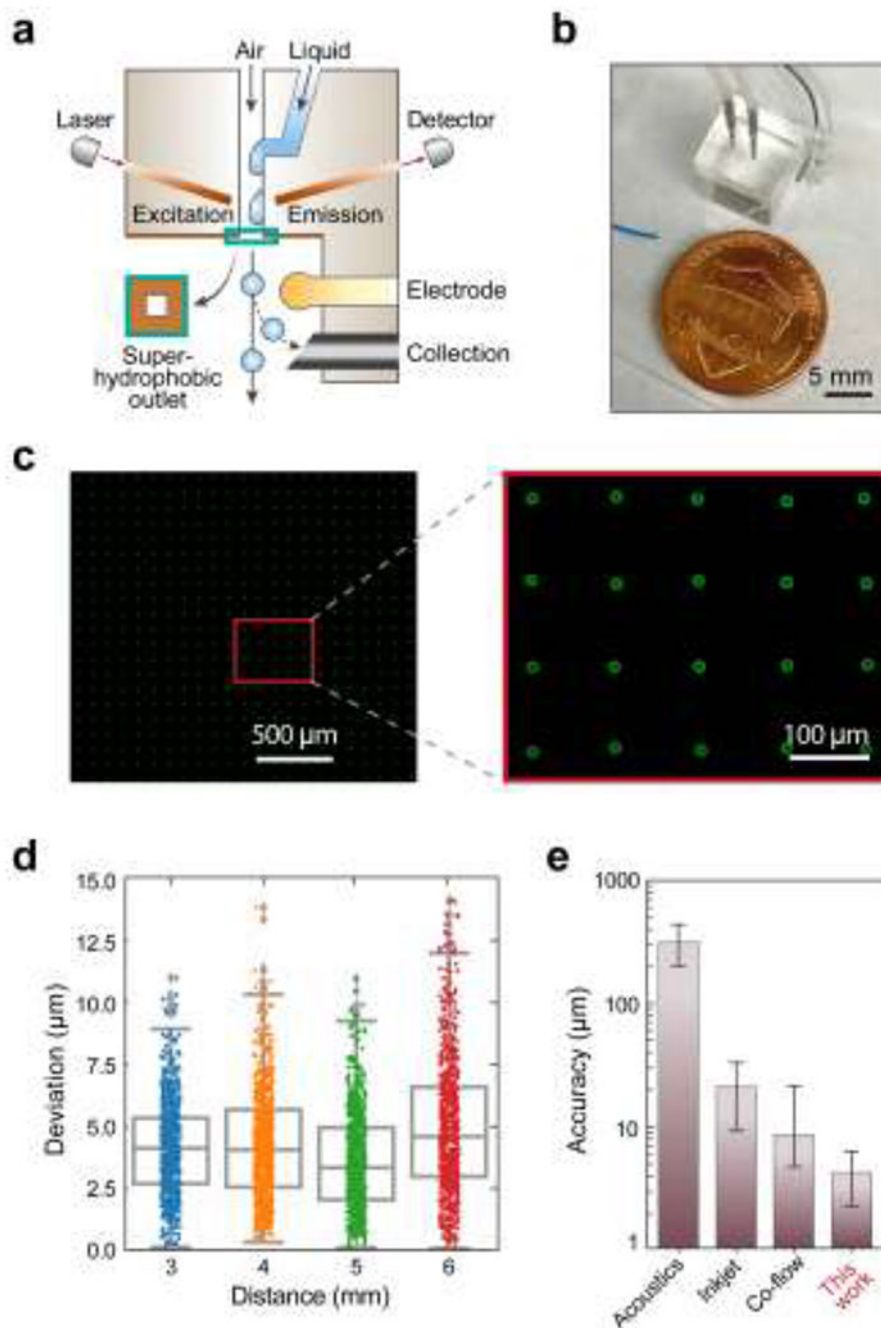 a
Air Liquid
Laser
Detector
Excitation
Emission
Electrode
Collection
Super-
hydrophobic
outlet
b
5 mm
c
500 µm
100 µm
d
Deviation (µm)
15.0
12.5
10.0
7.5
5.0
2.5
0.0
3 4 5 6
Distance (mm)
e
Accuracy (µm)
1000
100
10
1
Acoustics
Inkjet
Co-flow
This
work